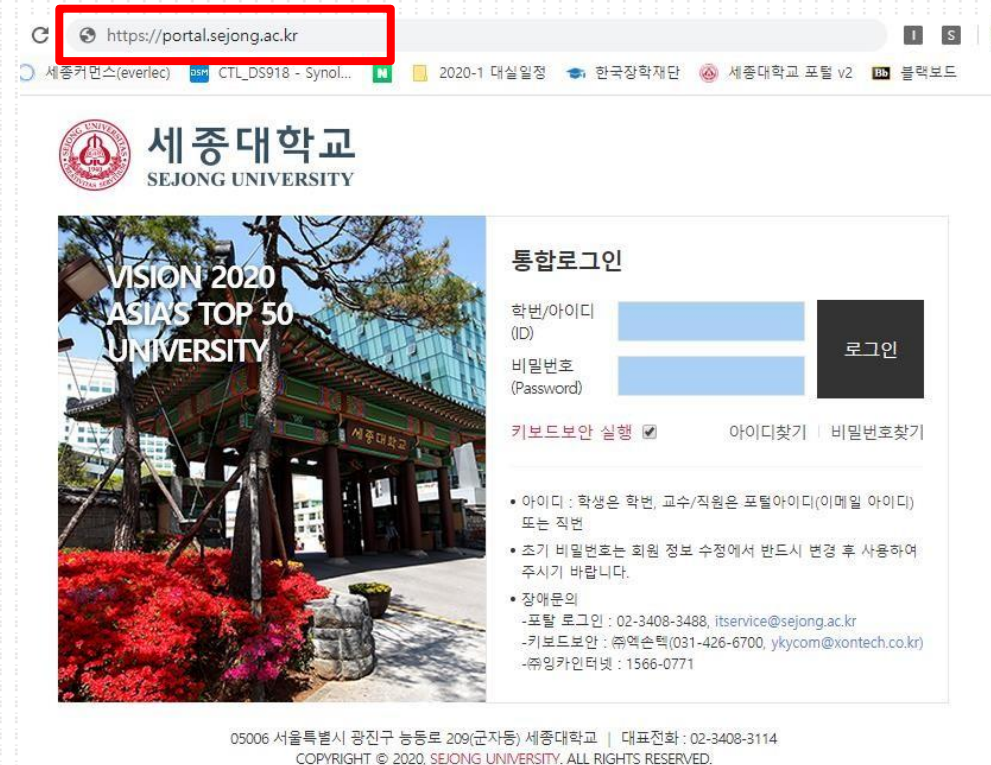 https://portal.sejong.ac.kr
I S
세종커먼스(everlec) DSM CTL_DS918 - Synol... N 2020-1 대실일정 한국장학재단 세종대학교 포털 v2 Bb 블랙보드
세종대학교
SEJONG UNIVERSITY
VISION 2020
ASIA'S TOP 50
UNIVERSITY
세종대학교
통합로그인
학번/아이디
(ID)
비밀번호
(Password)
로그인
키보드보안 실행 아이디찾기 비밀번호찾기
• 아이디 : 학생은 학번, 교수/직원은 포털아이디(이메일 아이디)
또는 직번
• 초기 비밀번호는 회원 정보 수정에서 반드시 변경 후 사용하여
주시기 바랍니다.
• 장애문의
-포탈 로그인 : 02-3408-3488, itservice@sejong.ac.kr
-키보드보안 : ㈜엑손텍(031-426-6700, ykycom@xontech.co.kr)
-㈜잉카인터넷 : 1566-0771
05006 서울특별시 광진구 능동로 209(군자동) 세종대학교 | 대표전화 : 02-3408-3114
COPYRIGHT © 2020, SEJONG UNIVERSITY. ALL RIGHTS RESERVED.